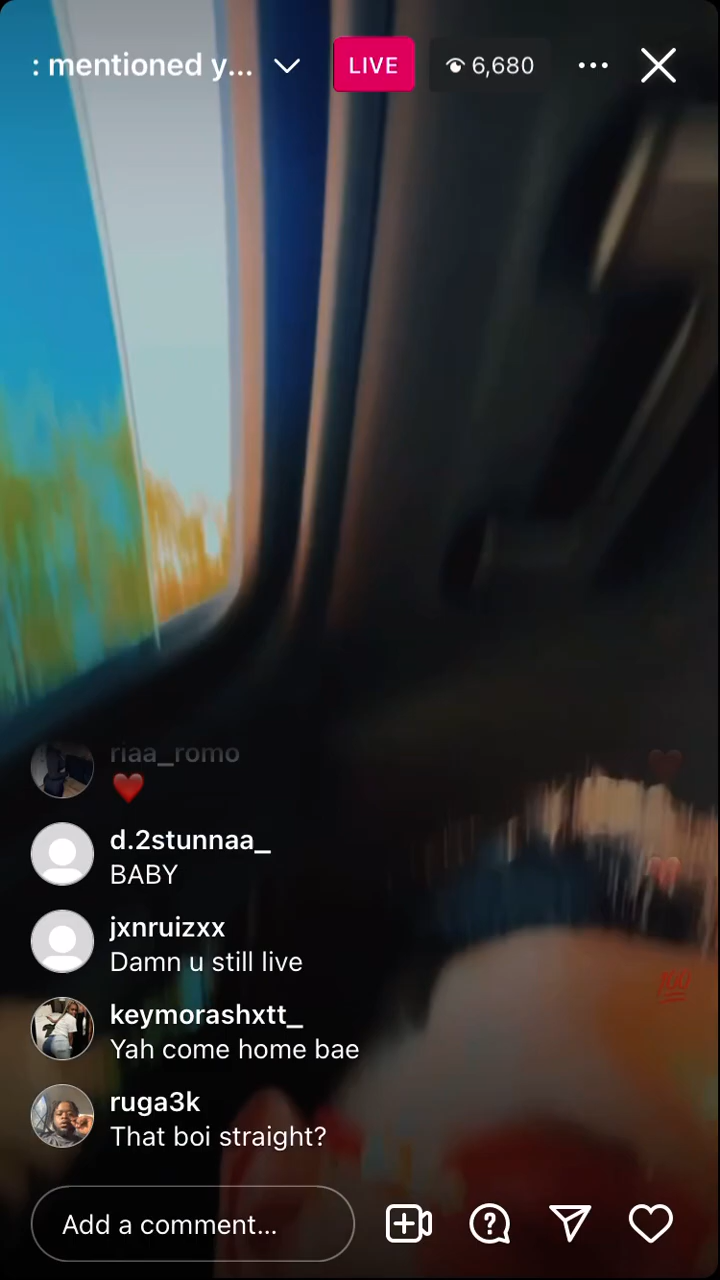 : mentioned y...
LIVE
6,680
riaa_romo
❤️
d.2stunnaa_
BABY
jxnruizxx
Damn u still live
keymorashxtt_
Yah come home bae
ruga3k
That boi straight?
💯
Add a comment...